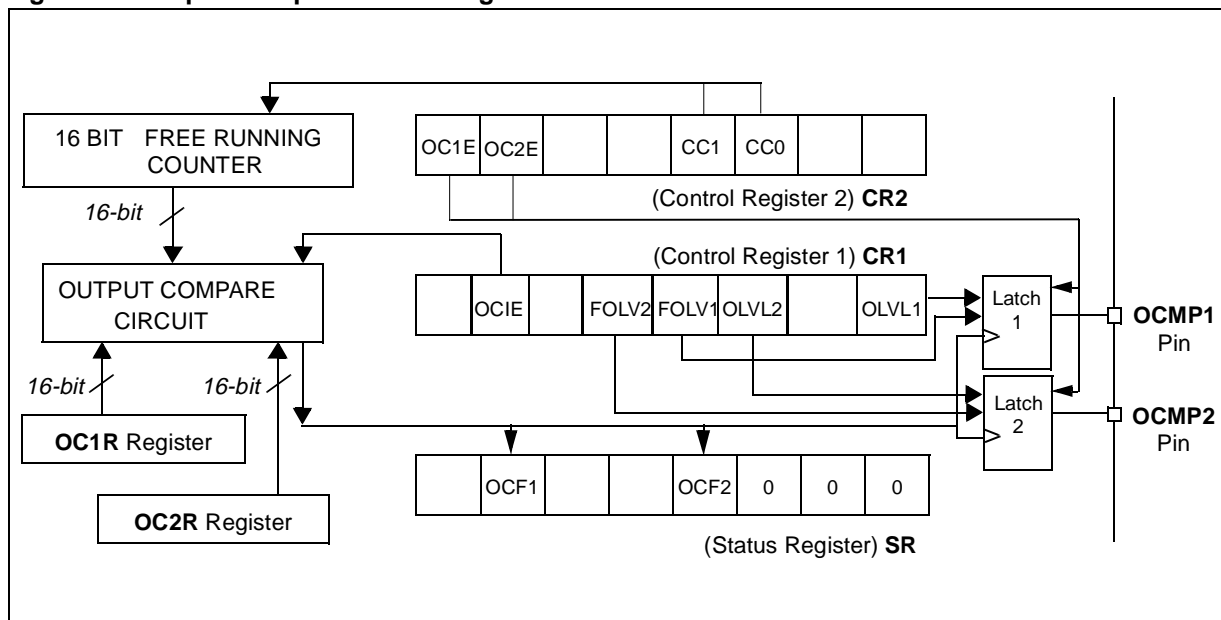 16 BIT FREE RUNNING
COUNTER
OC1E OC2E CC1 CC0
(Control Register 2) CR2
16-bit
(Control Register 1) CR1
OUTPUT COMPARE
CIRCUIT
OCIE FOLV2 FOLV1 OLVL2 OLVL1
Latch
1
OCMP1
Pin
16-bit 16-bit
Latch
2
OCMP2
Pin
OC1R Register
OCF1 OCF2 0 0 0
OC2R Register
(Status Register) SR